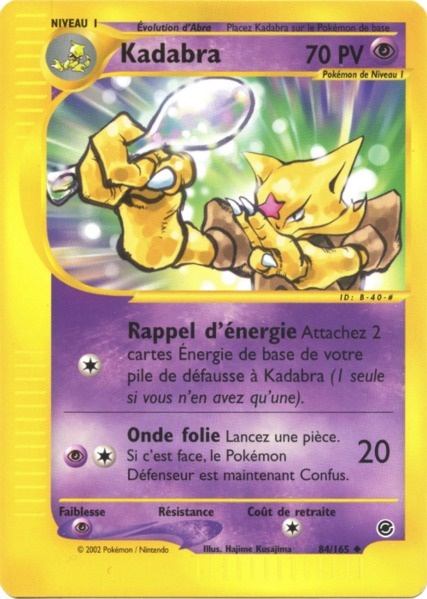 NIVEAU 1
Évolution d'Abra Placez Kadabra sur le Pokémon de base
Kadabra 70 PV
Pokémon de Niveau 1
ID: B-40-#
Rappel d'énergie Attachez 2
cartes Énergie de base de votre
pile de défausse à Kadabra (1 seule
si vous n'en avez qu'une).
Onde folie Lancez une pièce.
Si c'est face, le Pokémon
Défenseur est maintenant Confus.
20
Faiblesse Résistance Coût de retraite
© 2002 Pokémon / Nintendo Illus. Hajime Kusajima 84/165